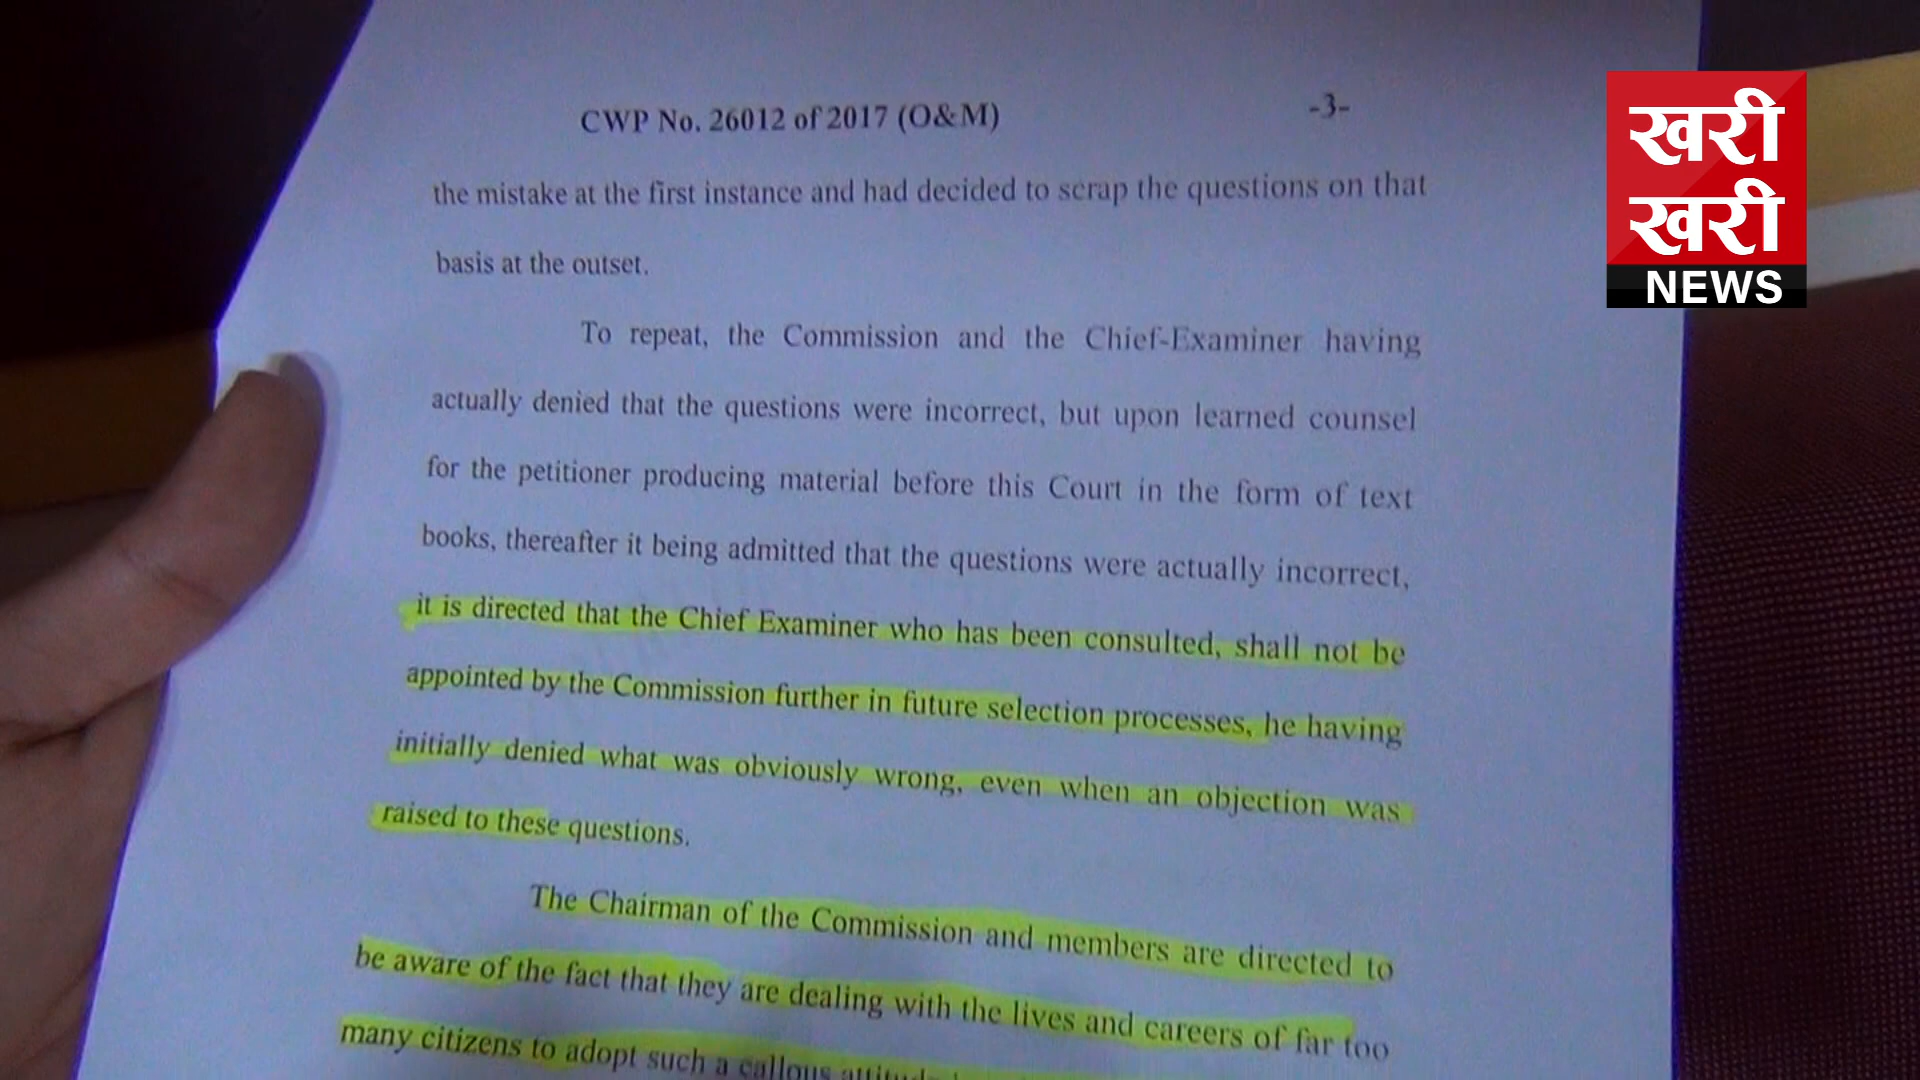 CWP No. 26012 of 2017 (O&M) -3-
the mistake at the first instance and had decided to scrap the questions on that
basis at the outset.
To repeat, the Commission and the Chief-Examiner having
actually denied that the questions were incorrect, but upon learned counsel
for the petitioner producing material before this Court in the form of text
books, thereafter it being admitted that the questions were actually incorrect,
it is directed that the Chief Examiner who has been consulted, shall not be
appointed by the Commission further in future selection processes, he having
initially denied what was obviously wrong, even when an objection was
raised to these questions.
The Chairman of the Commission and members are directed to
be aware of the fact that they are dealing with the lives and careers of far too
many citizens to adopt such a callous
खरी
खरी
NEWS